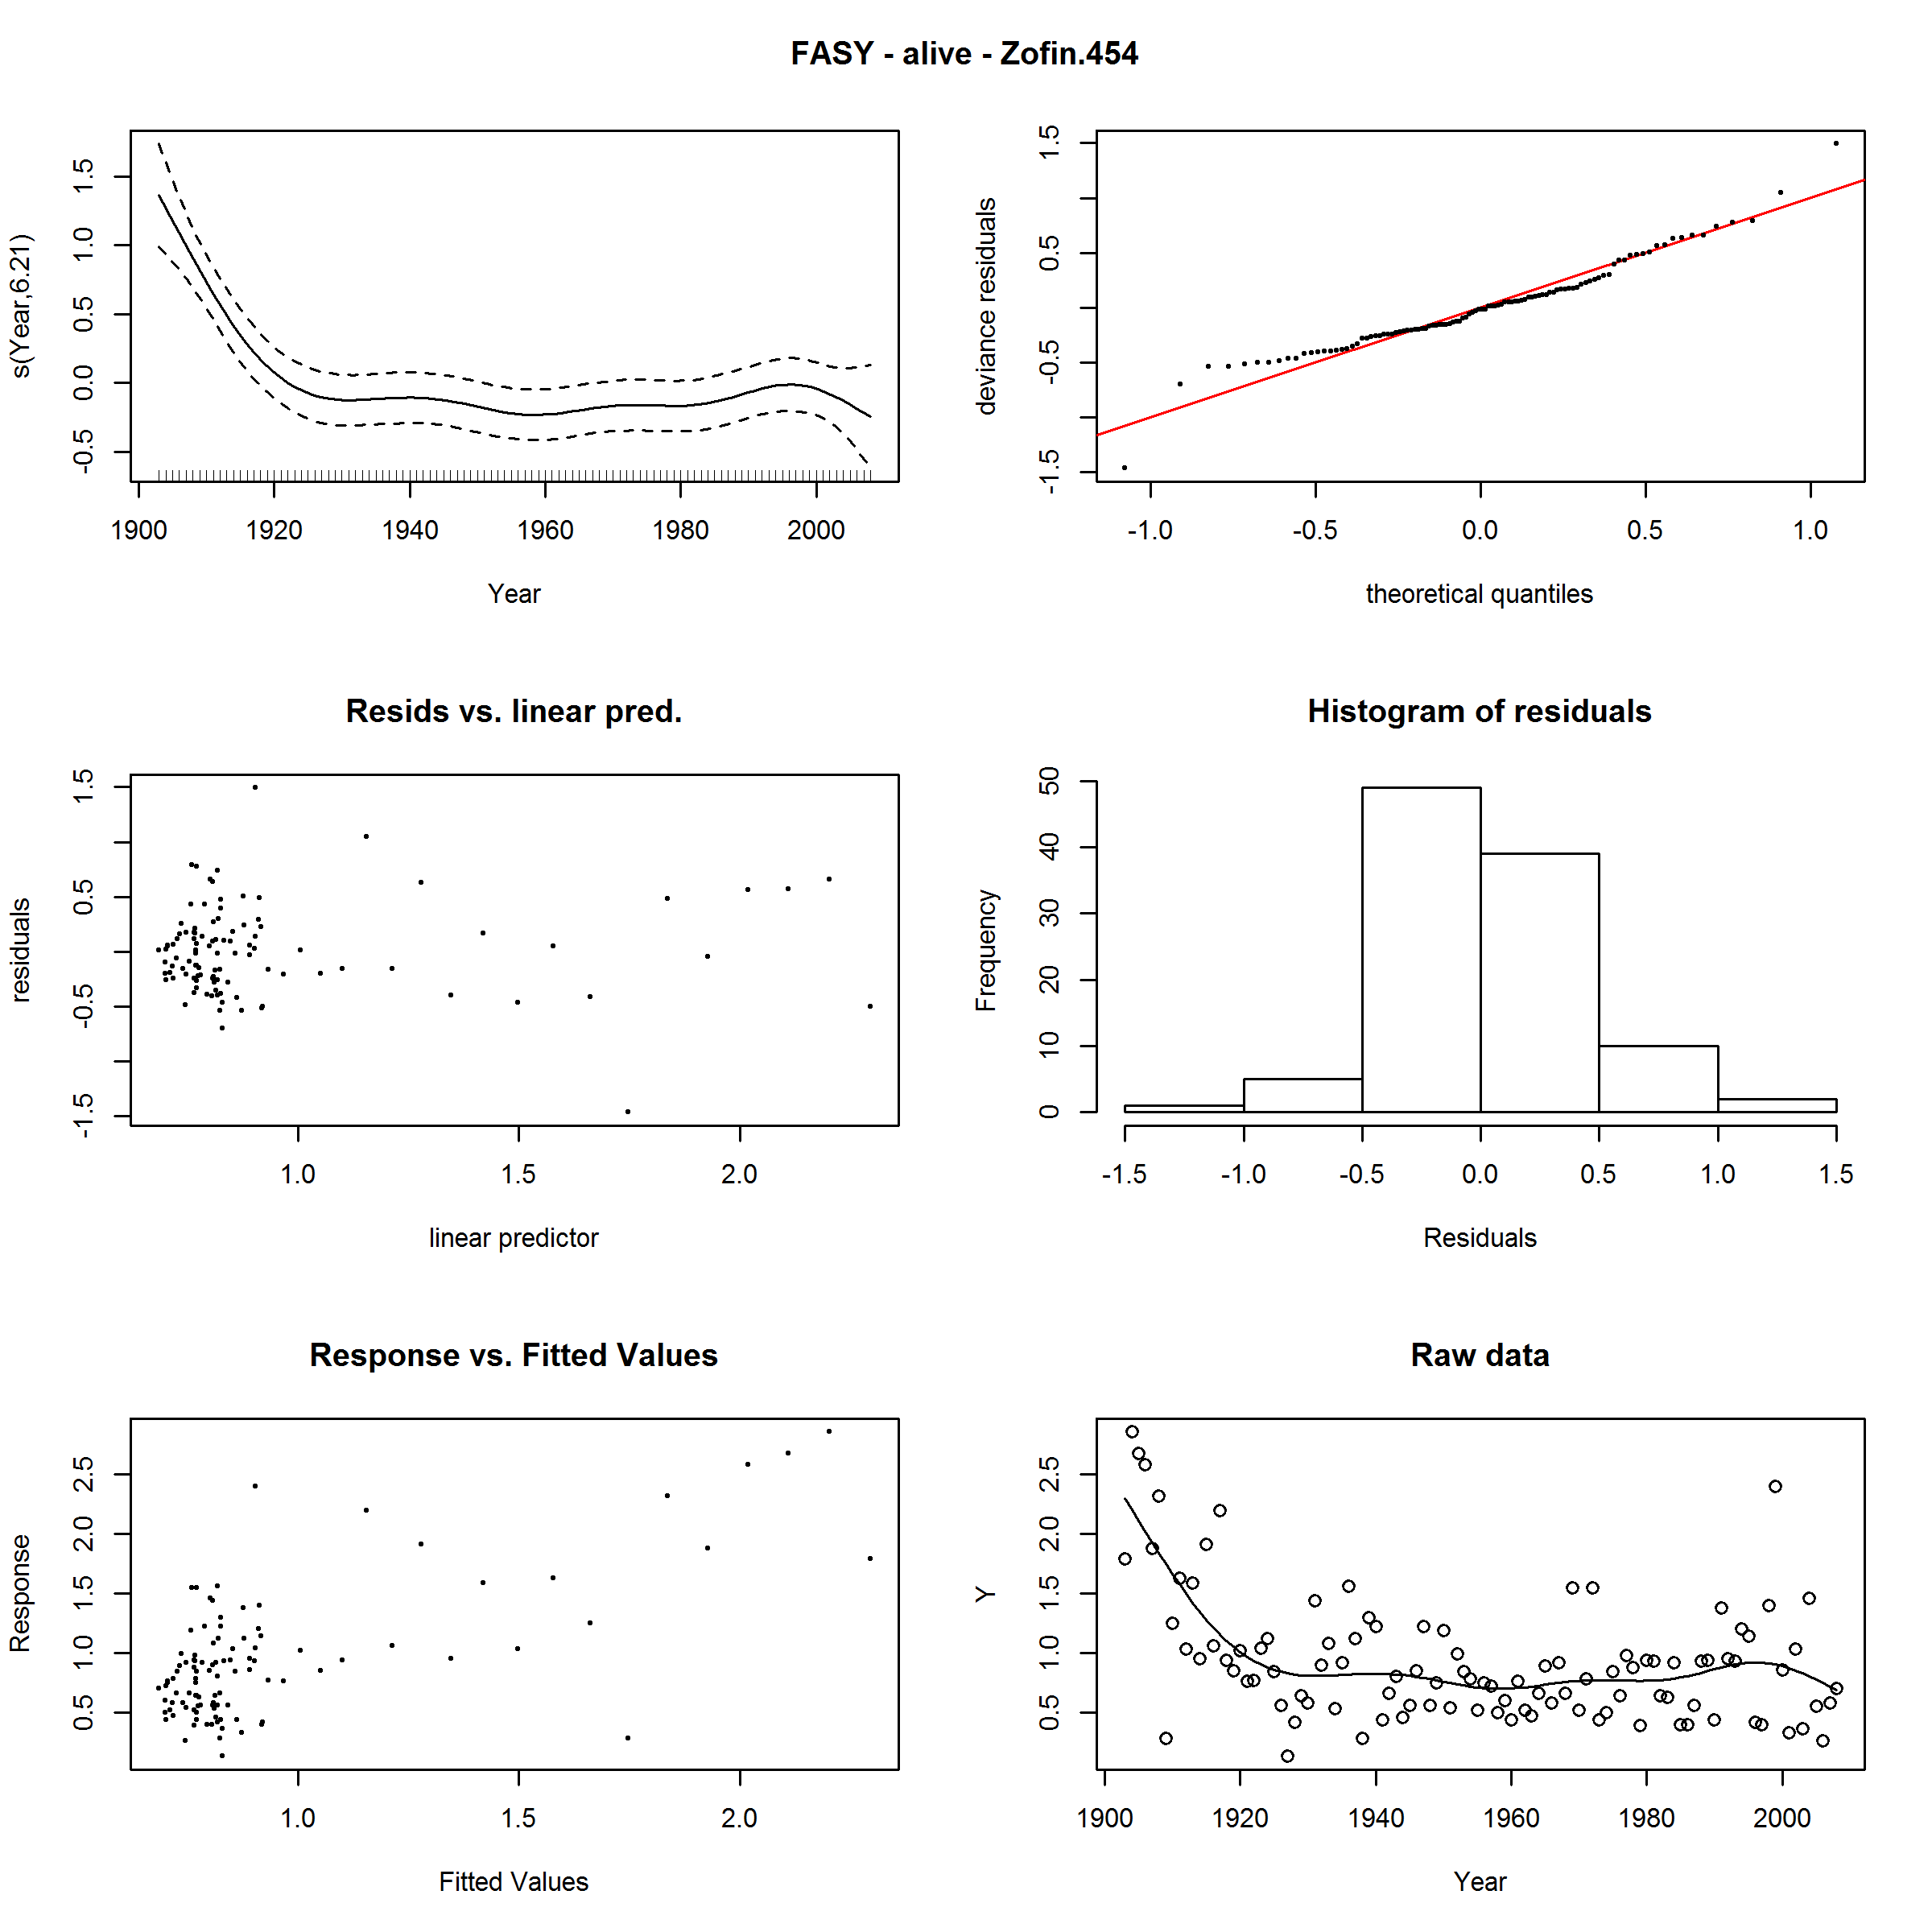 FASY - alive - Zofin.454
s(Year,6.21)
-0.5 0.0 0.5 1.0 1.5
1900 1920 1940 1960 1980 2000
Year
deviance residuals
-1.5 -0.5 0.5 1.5
-1.0 -0.5 0.0 0.5 1.0
theoretical quantiles
Resids vs. linear pred.
residuals
-1.5 -0.5 0.5 1.5
1.0 1.5 2.0
linear predictor
Histogram of residuals
Frequency
0 10 20 30 40 50
-1.5 -1.0 -0.5 0.0 0.5 1.0 1.5
Residuals
Response vs. Fitted Values
Response
0.5 1.0 1.5 2.0 2.5
1.0 1.5 2.0
Fitted Values
Raw data
Y
0.5 1.0 1.5 2.0 2.5
1900 1920 1940 1960 1980 2000
Year